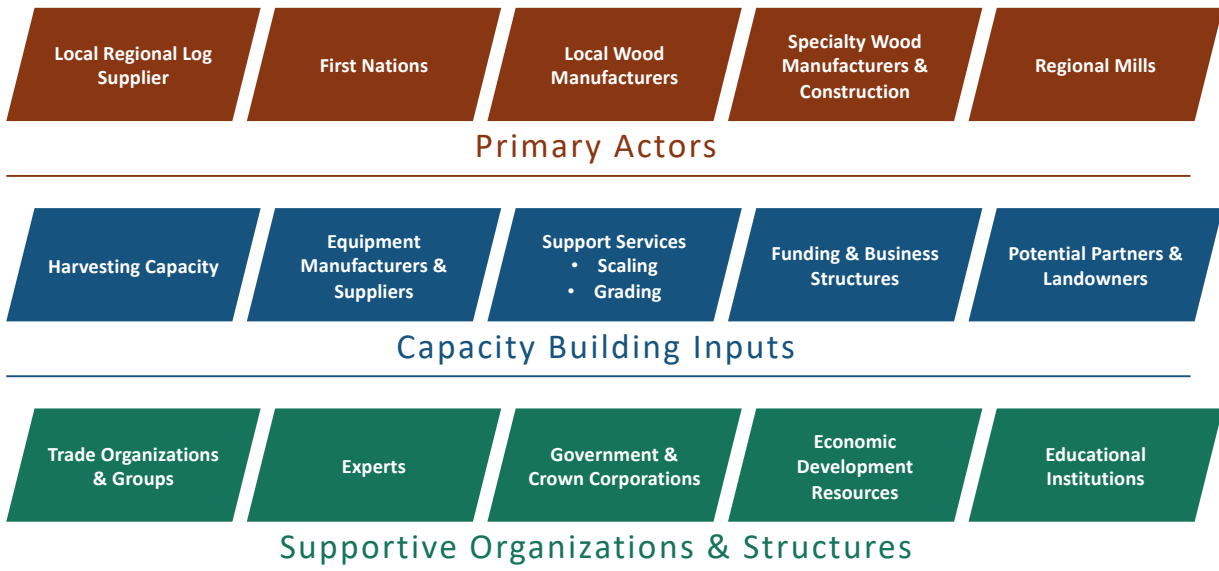 Local Regional Log
Supplier
First Nations
Local Wood
Manufacturers
Specialty Wood
Manufacturers &
Construction
Regional Mills
Primary Actors
Harvesting Capacity
Equipment
Manufacturers &
Suppliers
Support Services
• Scaling
• Grading
Funding & Business
Structures
Potential Partners &
Landowners
Capacity Building Inputs
Trade Organizations
& Groups
Experts
Government &
Crown Corporations
Economic
Development
Resources
Educational
Institutions
Supportive Organizations & Structures